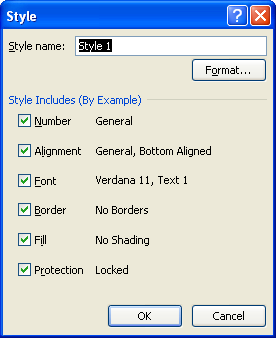 Style
Style name: Style 1
Format...
Style Includes (By Example)
Number General
Alignment General, Bottom Aligned
Font Verdana 11, Text 1
Border No Borders
Fill No Shading
Protection Locked
OK Cancel